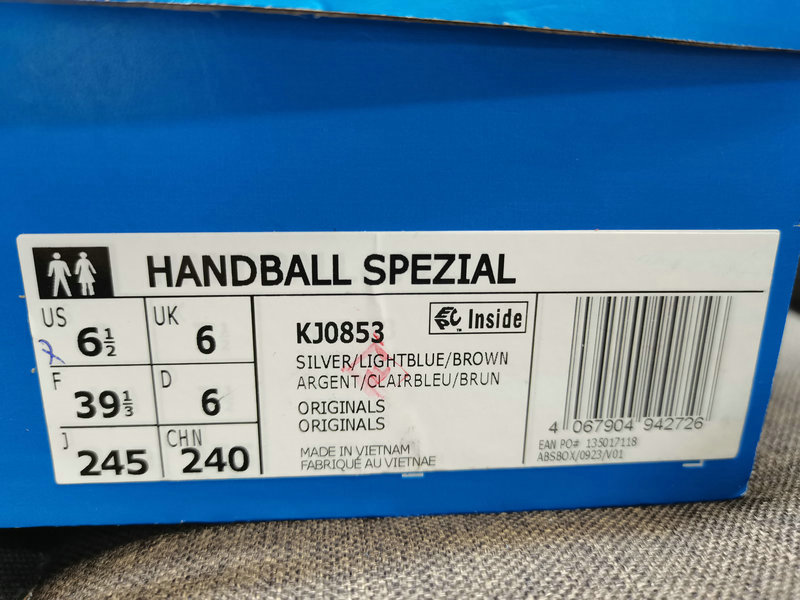 HANDBALL SPEZIAL
US 6½ UK 6
F 39⅓ D 6
J 245 CHN 240
EPC Inside
KJ0853
SILVER/LIGHTBLUE/BROWN
ARGENT/CLAIRBLEU/BRUN
ORIGINALS
ORIGINALS
MADE IN VIETNAM
FABRIQUÉ AU VIETNAE
4 067904 942726
EAN PO# 135017118
ABSBOX/0923/V01